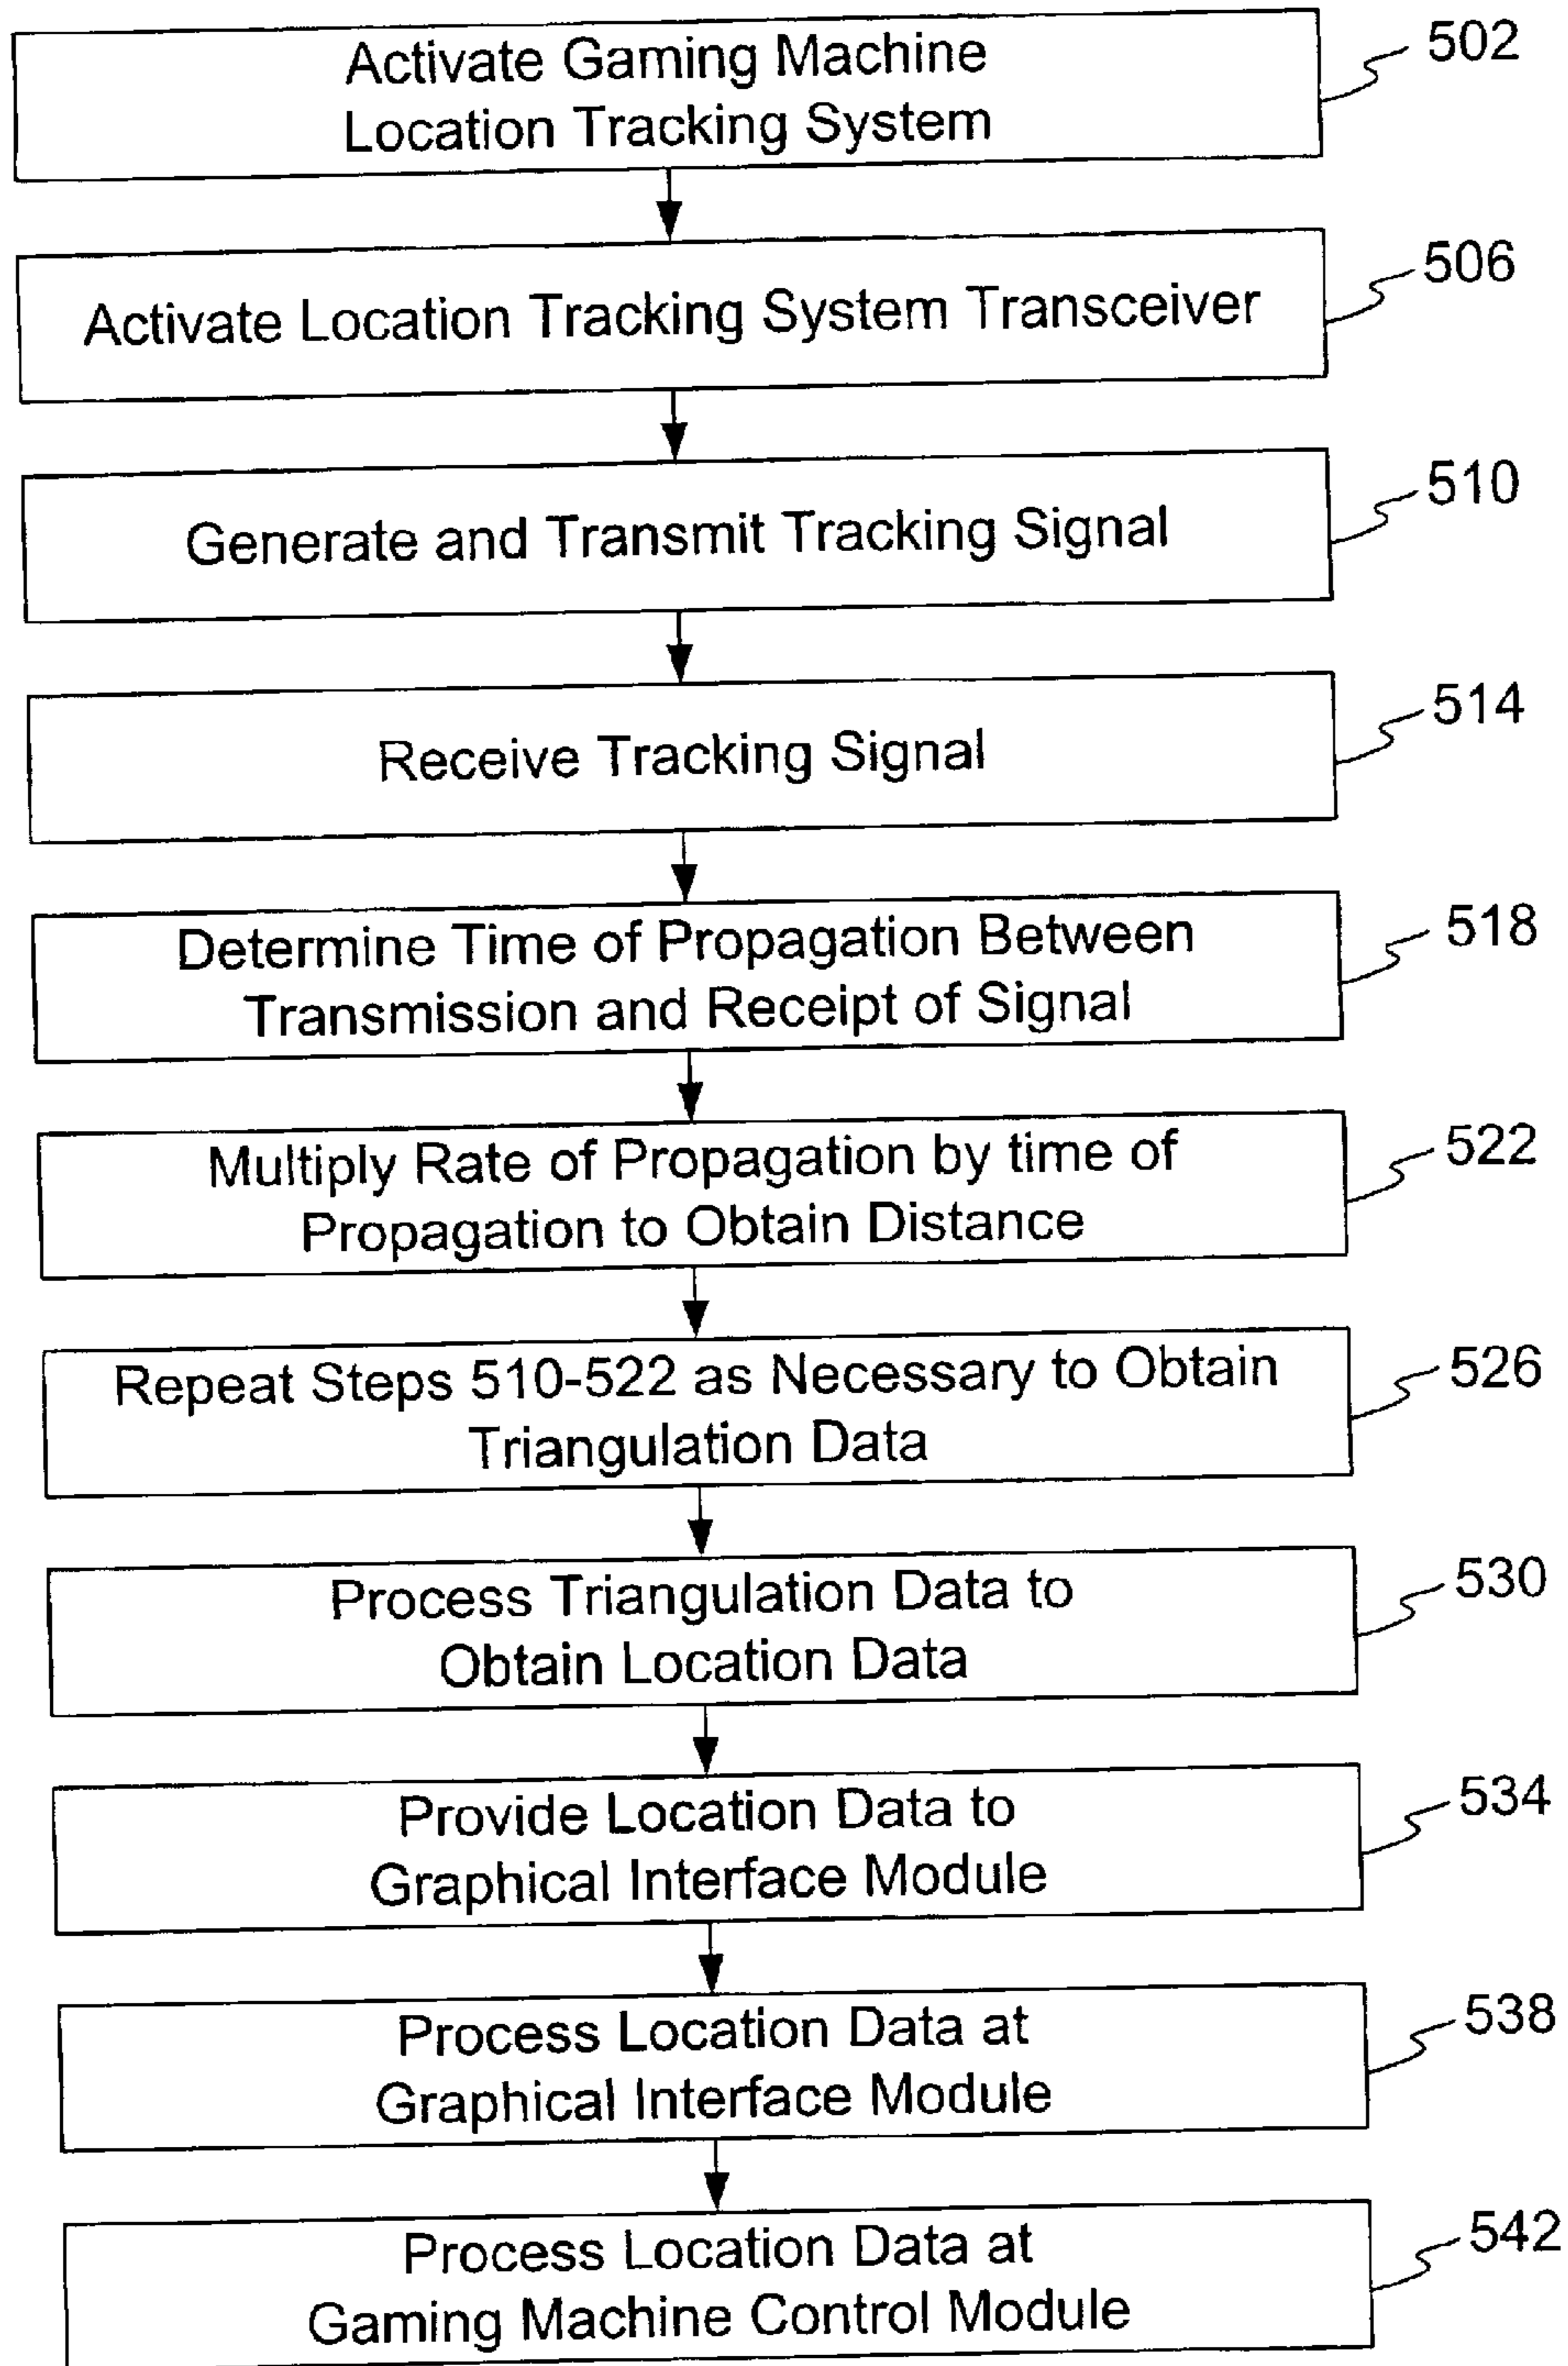 Activate Gaming Machine
Location Tracking System
502
Activate Location Tracking System Transceiver
506
Generate and Transmit Tracking Signal
510
Receive Tracking Signal
514
Determine Time of Propagation Between
Transmission and Receipt of Signal
518
Multiply Rate of Propagation by time of
Propagation to Obtain Distance
522
Repeat Steps 510-522 as Necessary to Obtain
Triangulation Data
526
Process Triangulation Data to
Obtain Location Data
530
Provide Location Data to
Graphical Interface Module
534
Process Location Data at
Graphical Interface Module
538
Process Location Data at
Gaming Machine Control Module
542